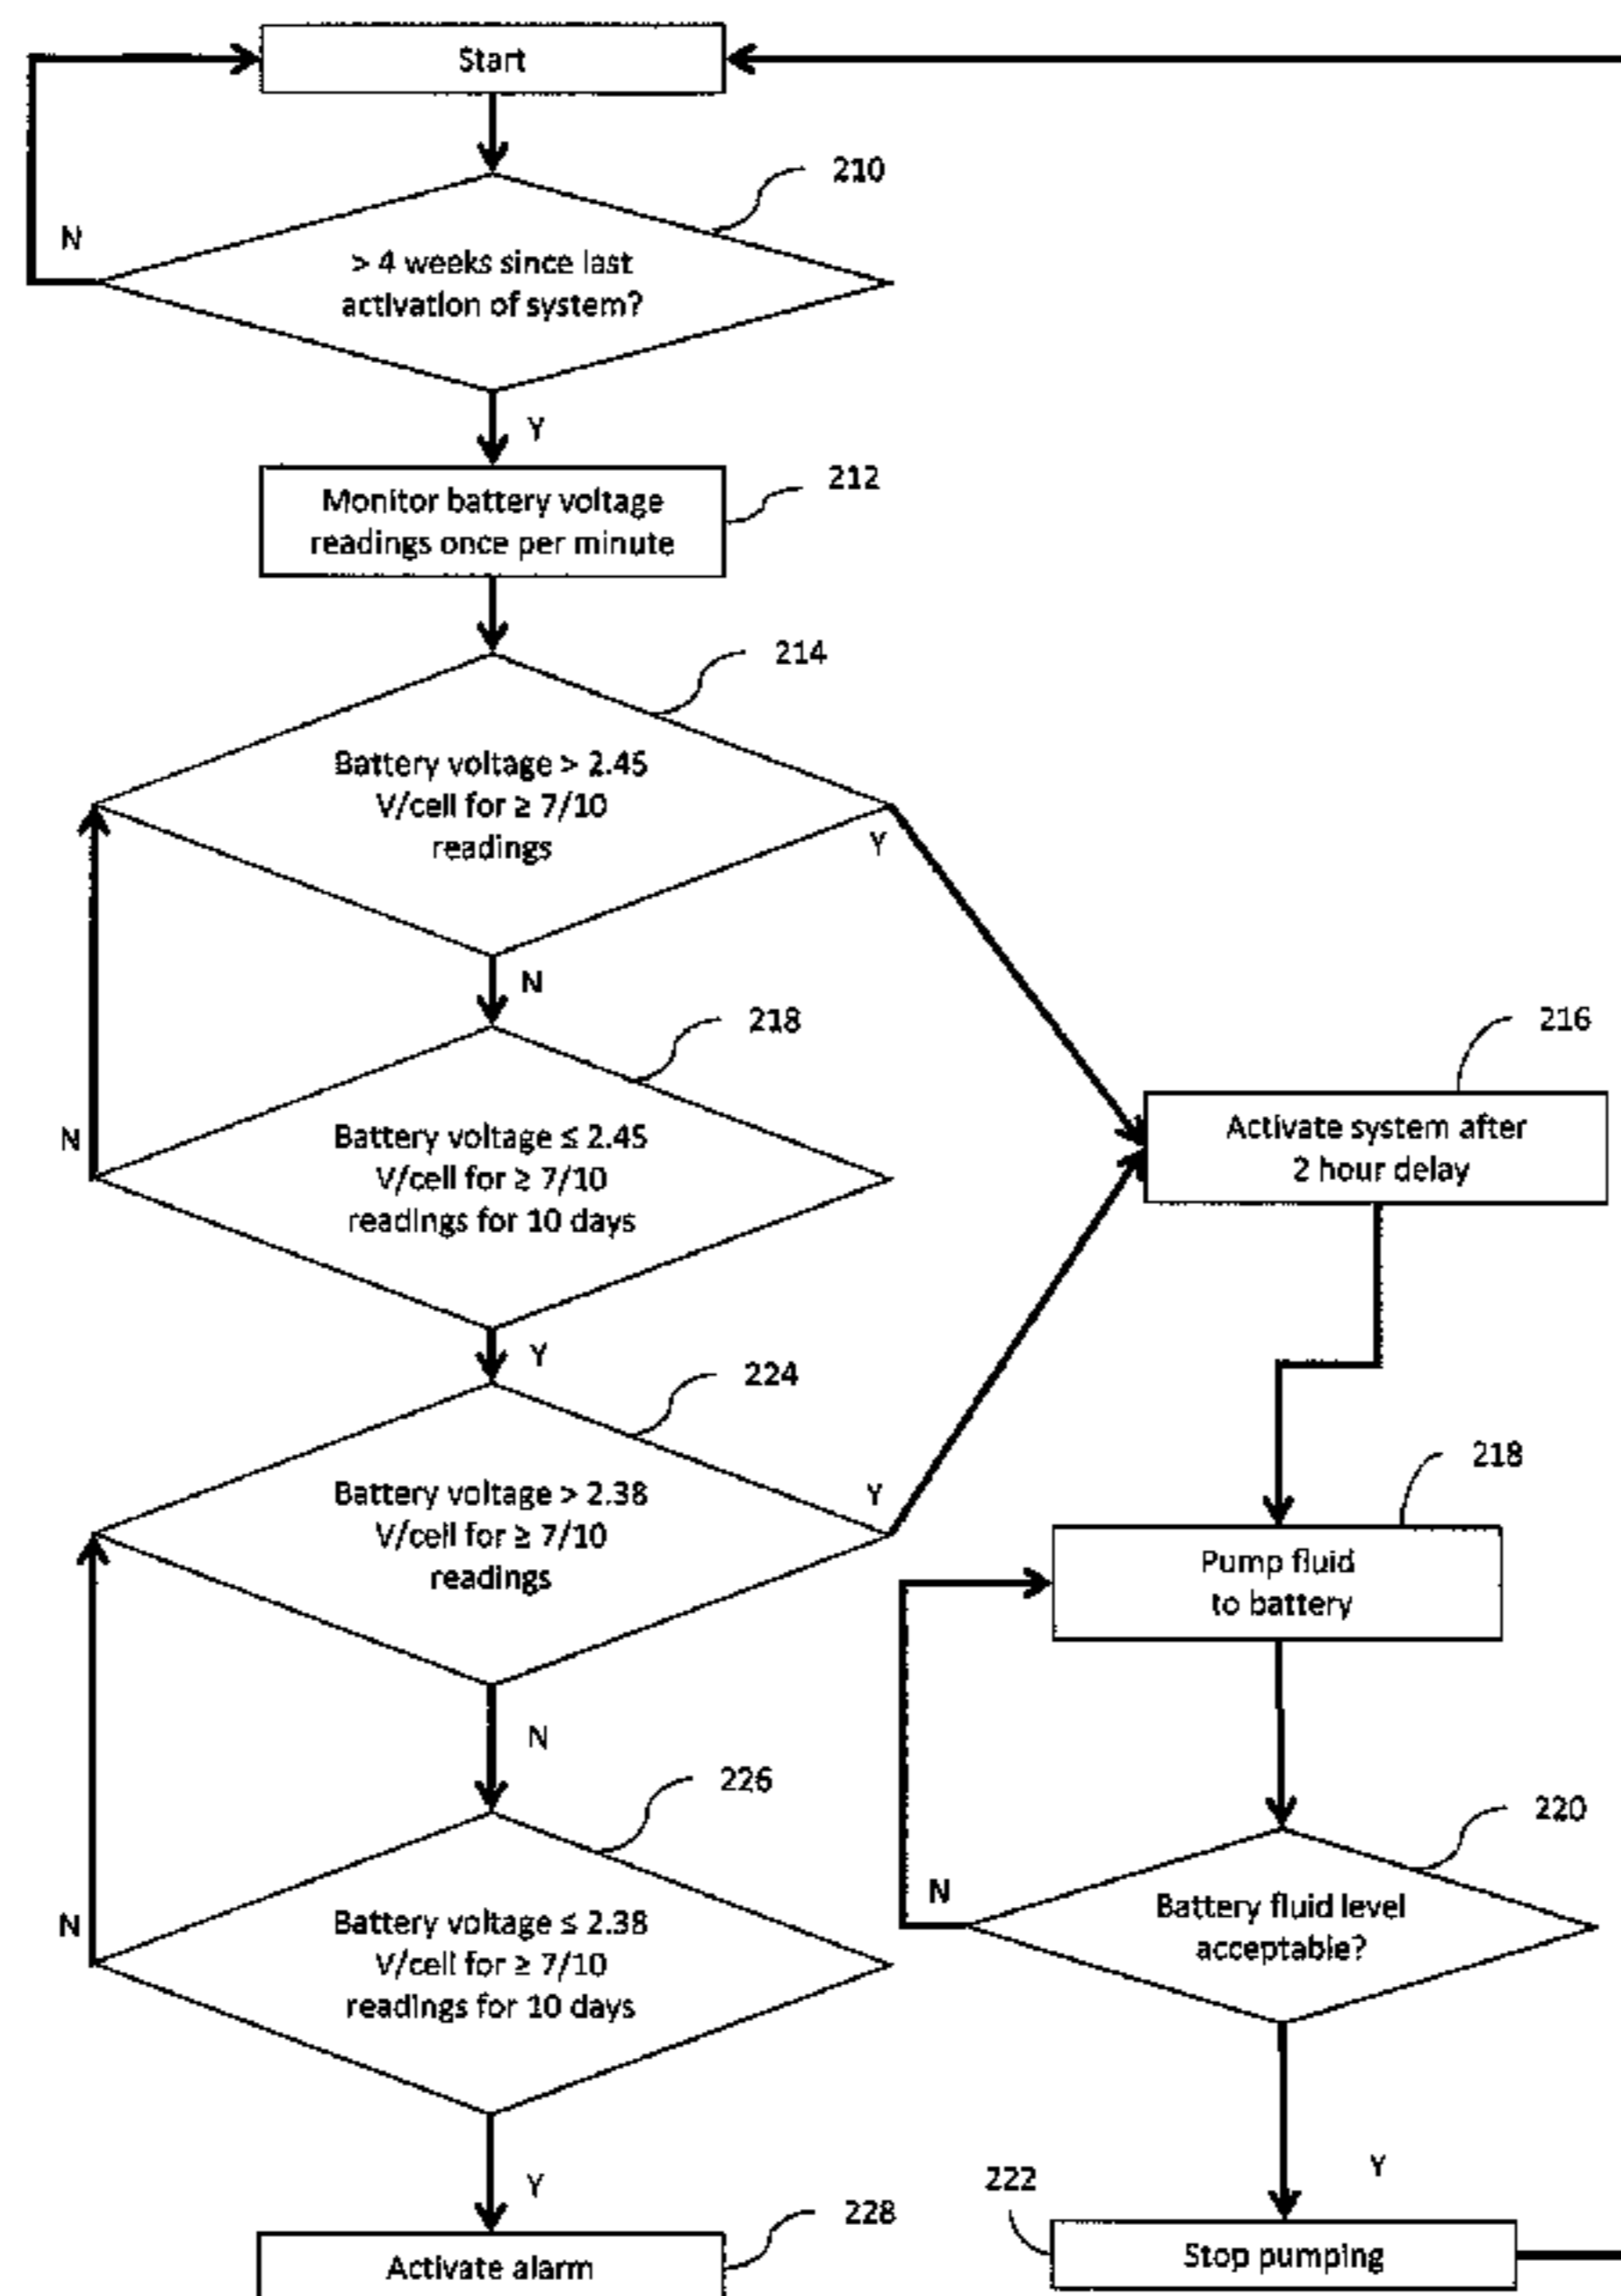 Start
210
N
> 4 weeks since last
activation of system?
Y
212
Monitor battery voltage
readings once per minute
214
Battery voltage > 2.45
V/cell for ≥ 7/10
readings
Y
N
218
216
N
Battery voltage ≤ 2.45
V/cell for ≥ 7/10
readings for 10 days
Activate system after
2 hour delay
Y
224
218
Battery voltage > 2.38
V/cell for ≥ 7/10
readings
Y
Pump fluid
to battery
N
226
220
N
Battery voltage ≤ 2.38
V/cell for ≥ 7/10
readings for 10 days
N
Battery fluid level
acceptable?
Y
Y
222
228
Activate alarm
Stop pumping